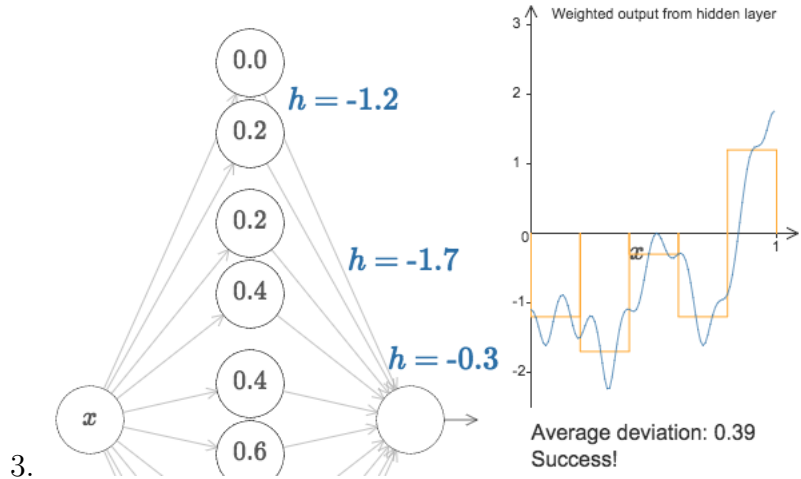 0.0
h = -1.2
0.2
0.2
h = -1.7
0.4
h = -0.3
0.4
x
0.6
3.
Weighted output from hidden layer
3
2
1
0
x
1
-1
-2
Average deviation: 0.39
Success!